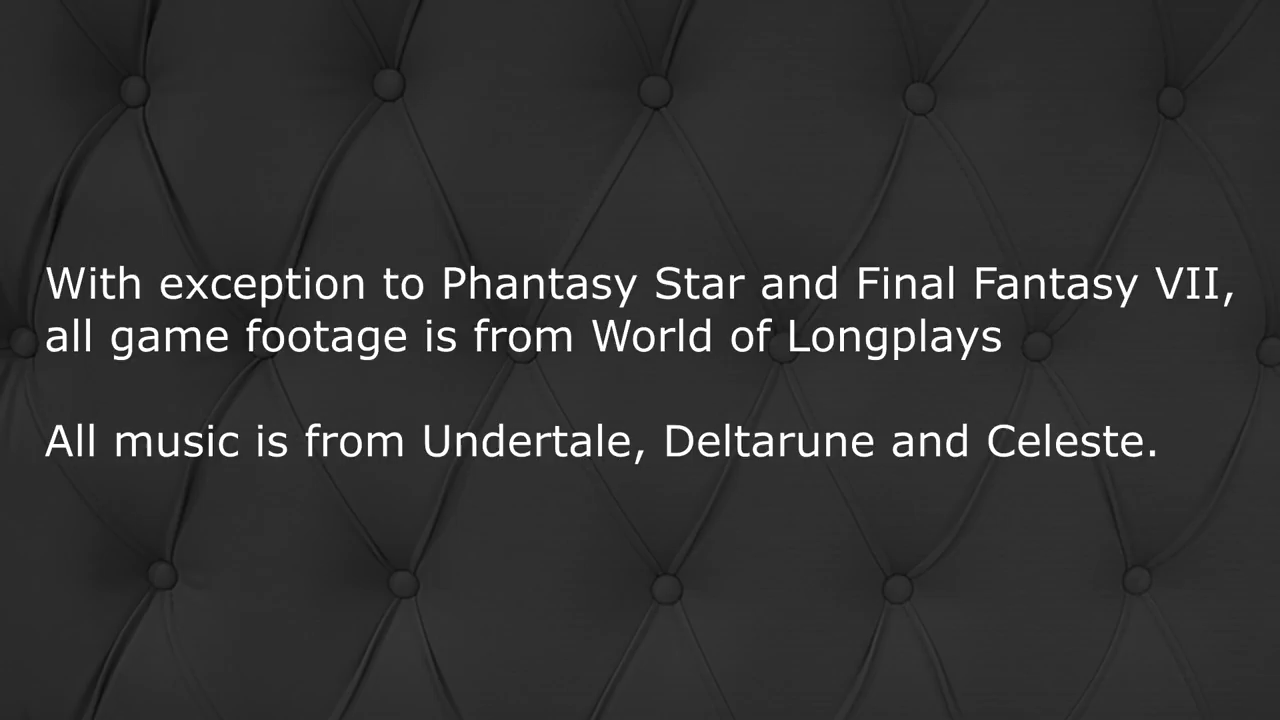 With exception to Phantasy Star and Final Fantasy VII,
all game footage is from World of Longplays
All music is from Undertale, Deltarune and Celeste.